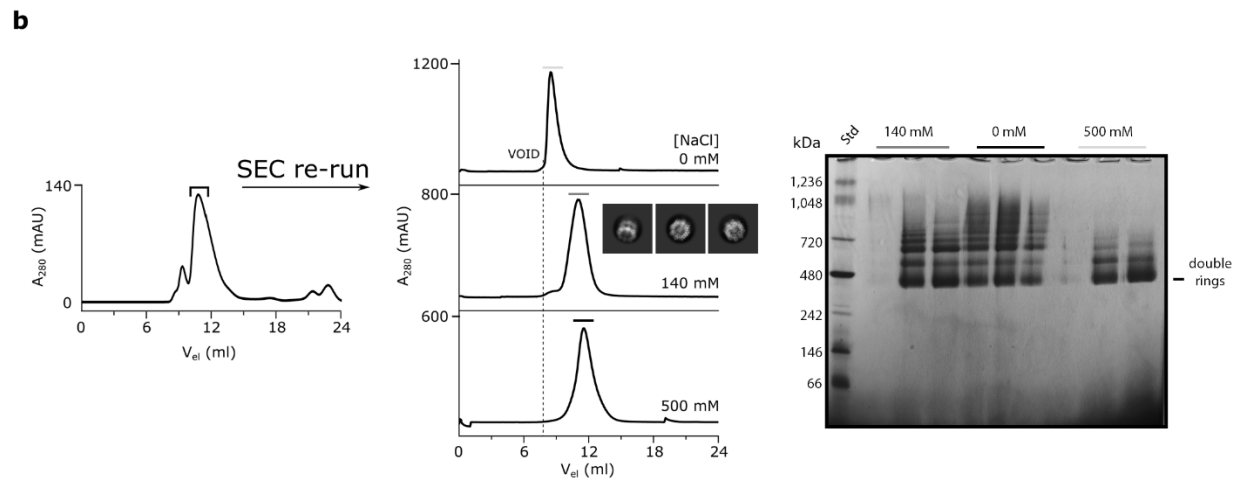 b
SEC re-run
140
0
A280 (mAU)
0 6 12 18 24
Vel (ml)
1200
800
600
A280 (mAU)
VOID
[NaCl]
0 mM
140 mM
500 mM
0 6 12 18 24
Vel (ml)
kDa
Std
140 mM 0 mM 500 mM
1,236
1,048
720
480
242
146
66
double
rings